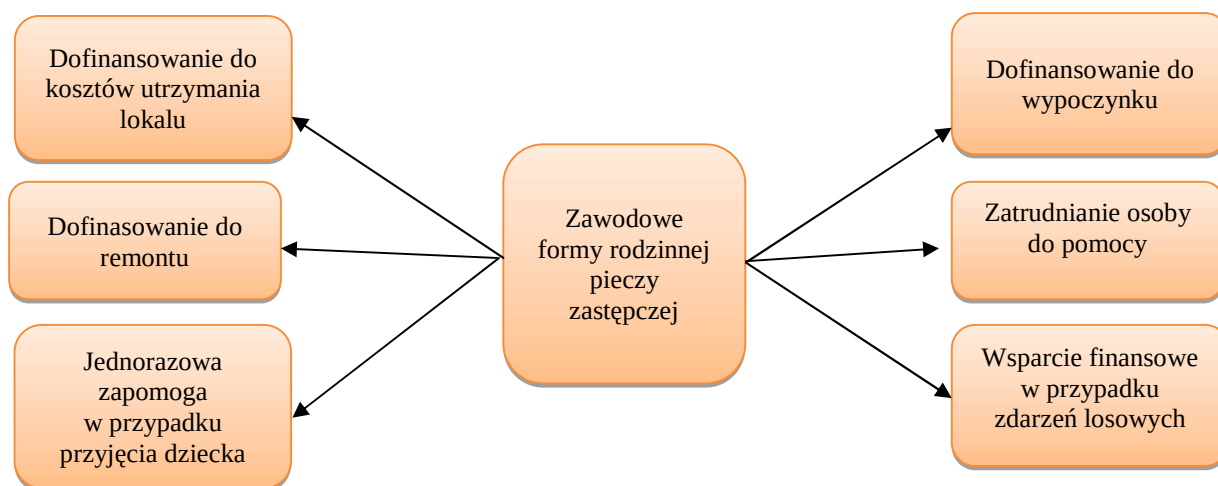 Dofinansowanie do
kosztów utrzymania
lokalu
Dofinasowanie do
remontu
Jednorazowa
zapomoga
w przypadku
przyjęcia dziecka
Zawodowe
formy rodzinnej
pieczy
zastępczej
Dofinansowanie do
wypoczynku
Zatrudnianie osoby
do pomocy
Wsparcie finansowe
w przypadku
zdarzeń losowych